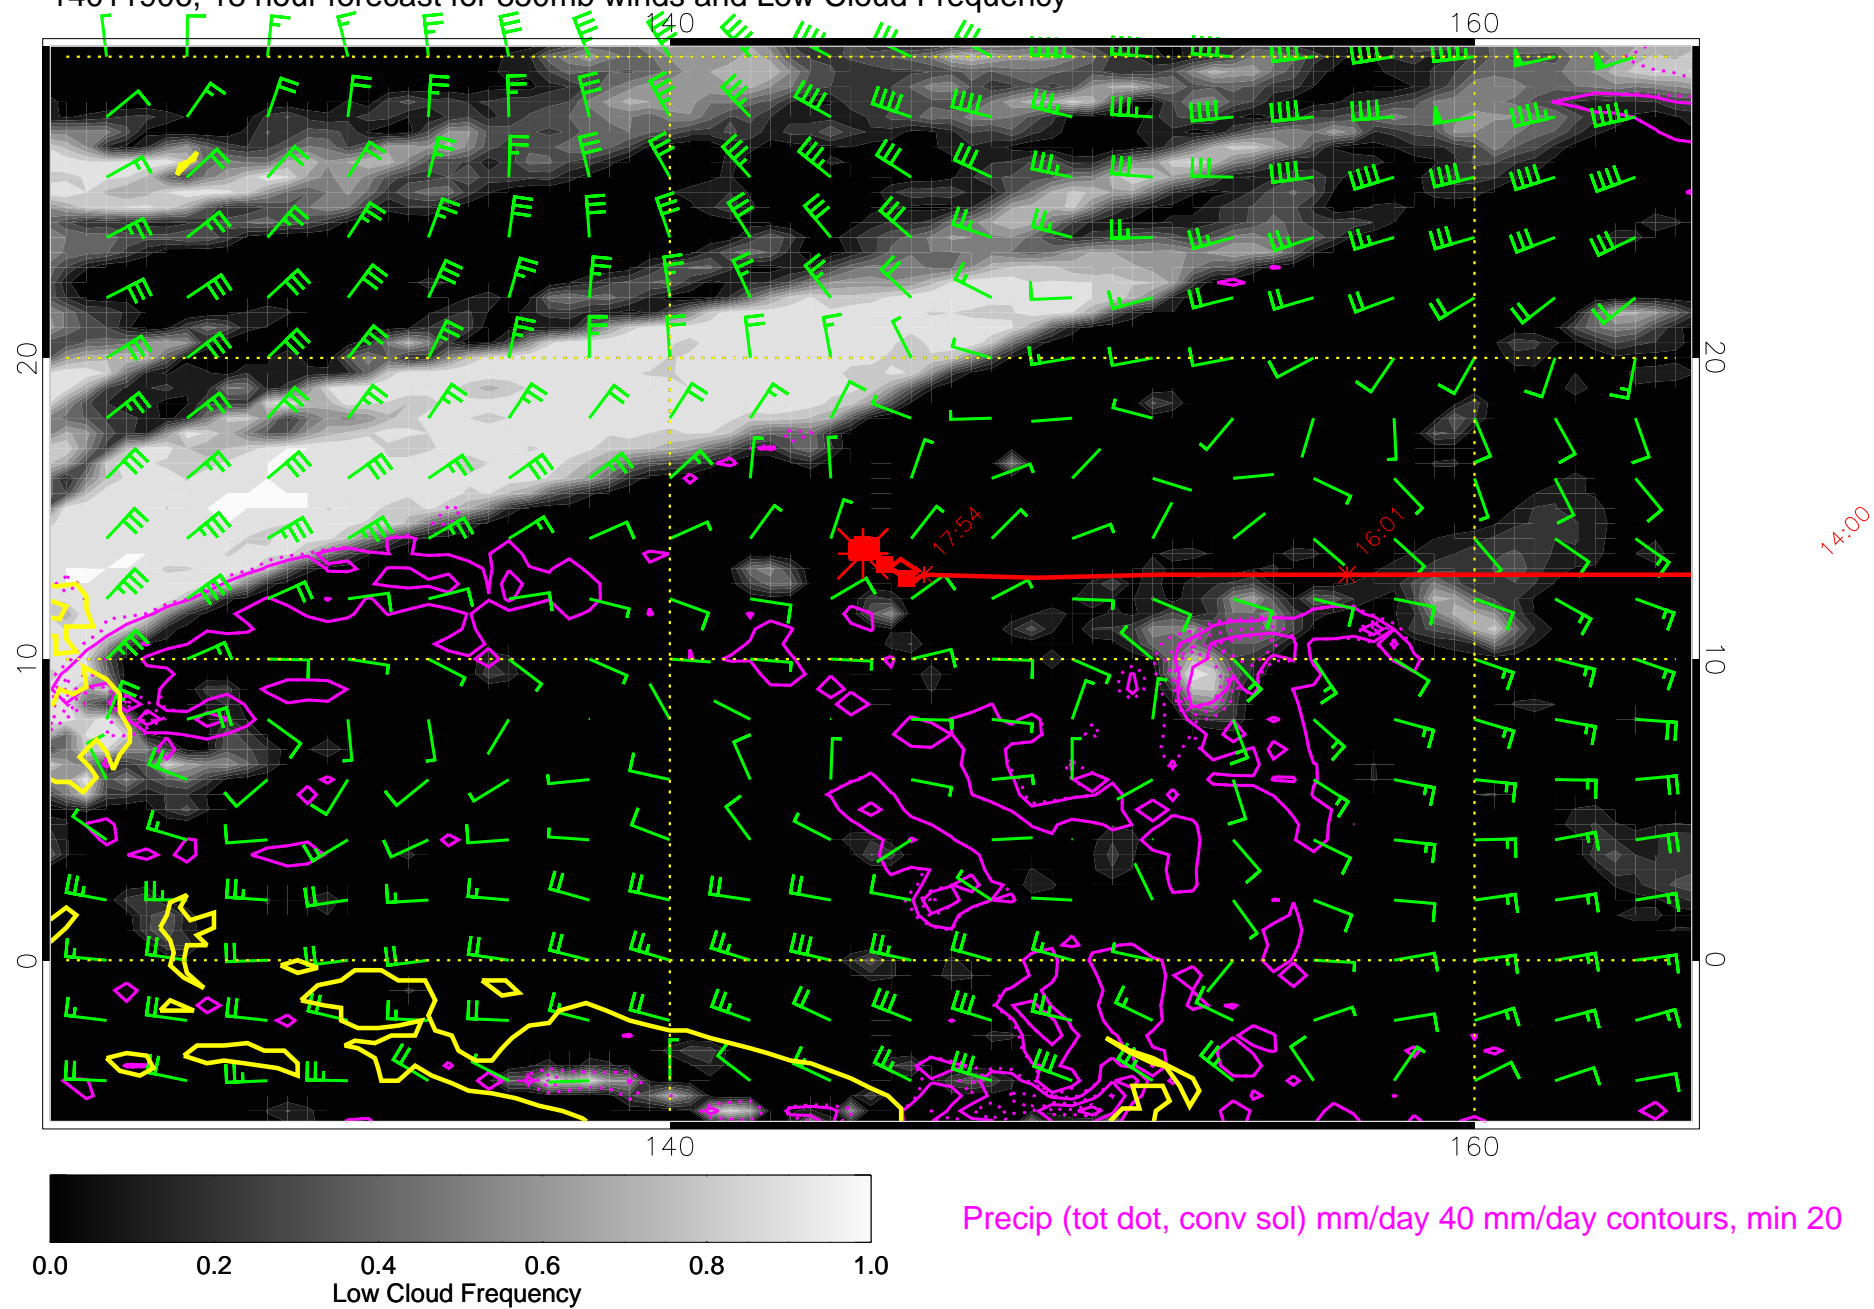 140 160
20 20
17:54 16:01 14:00
10 10
0 0
140 160
0.0 0.2 0.4 0.6 0.8 1.0
Low Cloud Frequency
Precip (tot dot, conv sol) mm/day 40 mm/day contours, min 20